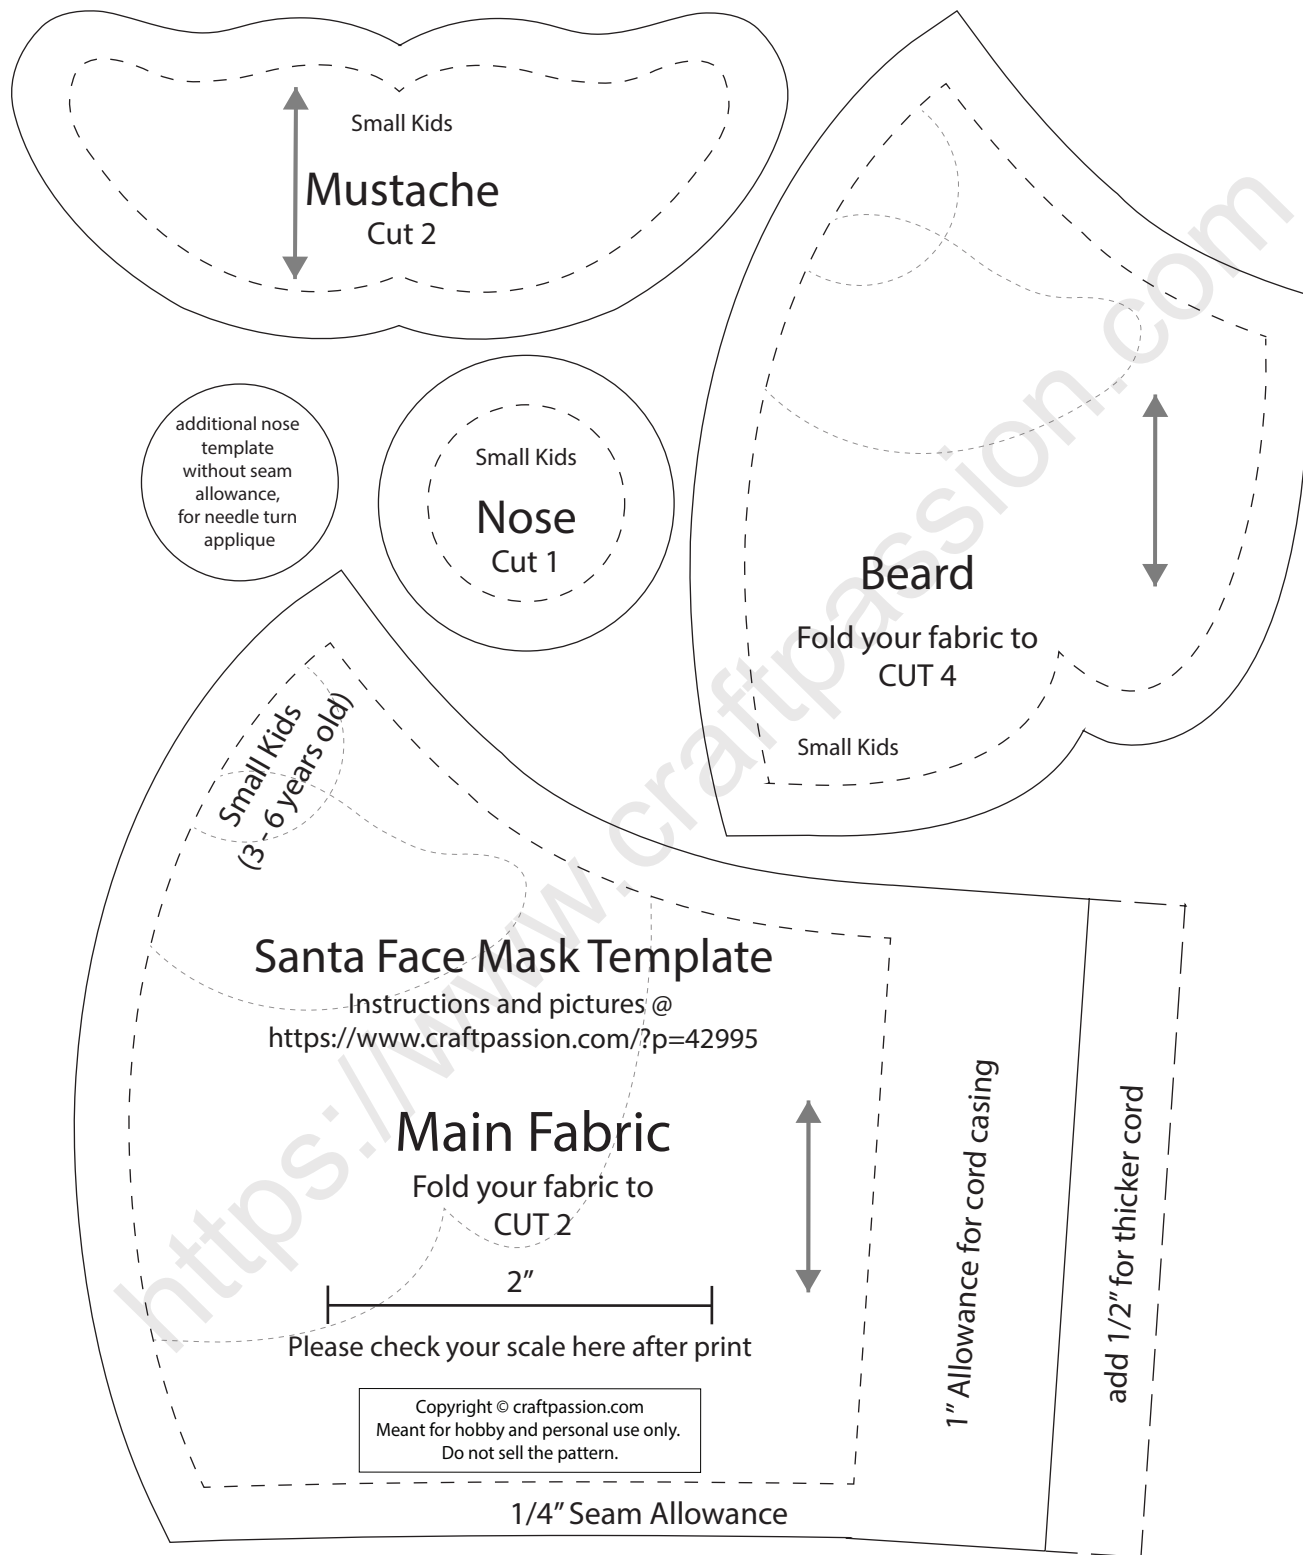 Small Kids
Mustache
Cut 2
additional nose
template
without seam
allowance,
for needle turn
applique
Small Kids
Nose
Cut 1
Beard
Fold your fabric to
CUT 4
Small Kids
Small Kids
(3 - 6 years old)
Santa Face Mask Template
Instructions and pictures @
https://www.craftpassion.com/?p=42995
Main Fabric
Fold your fabric to
CUT 2
2”
Please check your scale here after print
Copyright © craftpassion.com
Meant for hobby and personal use only.
Do not sell the pattern.
1/4” Seam Allowance
1” Allowance for cord casing
add 1/2” for thicker cord
https://www.craftpassion.com